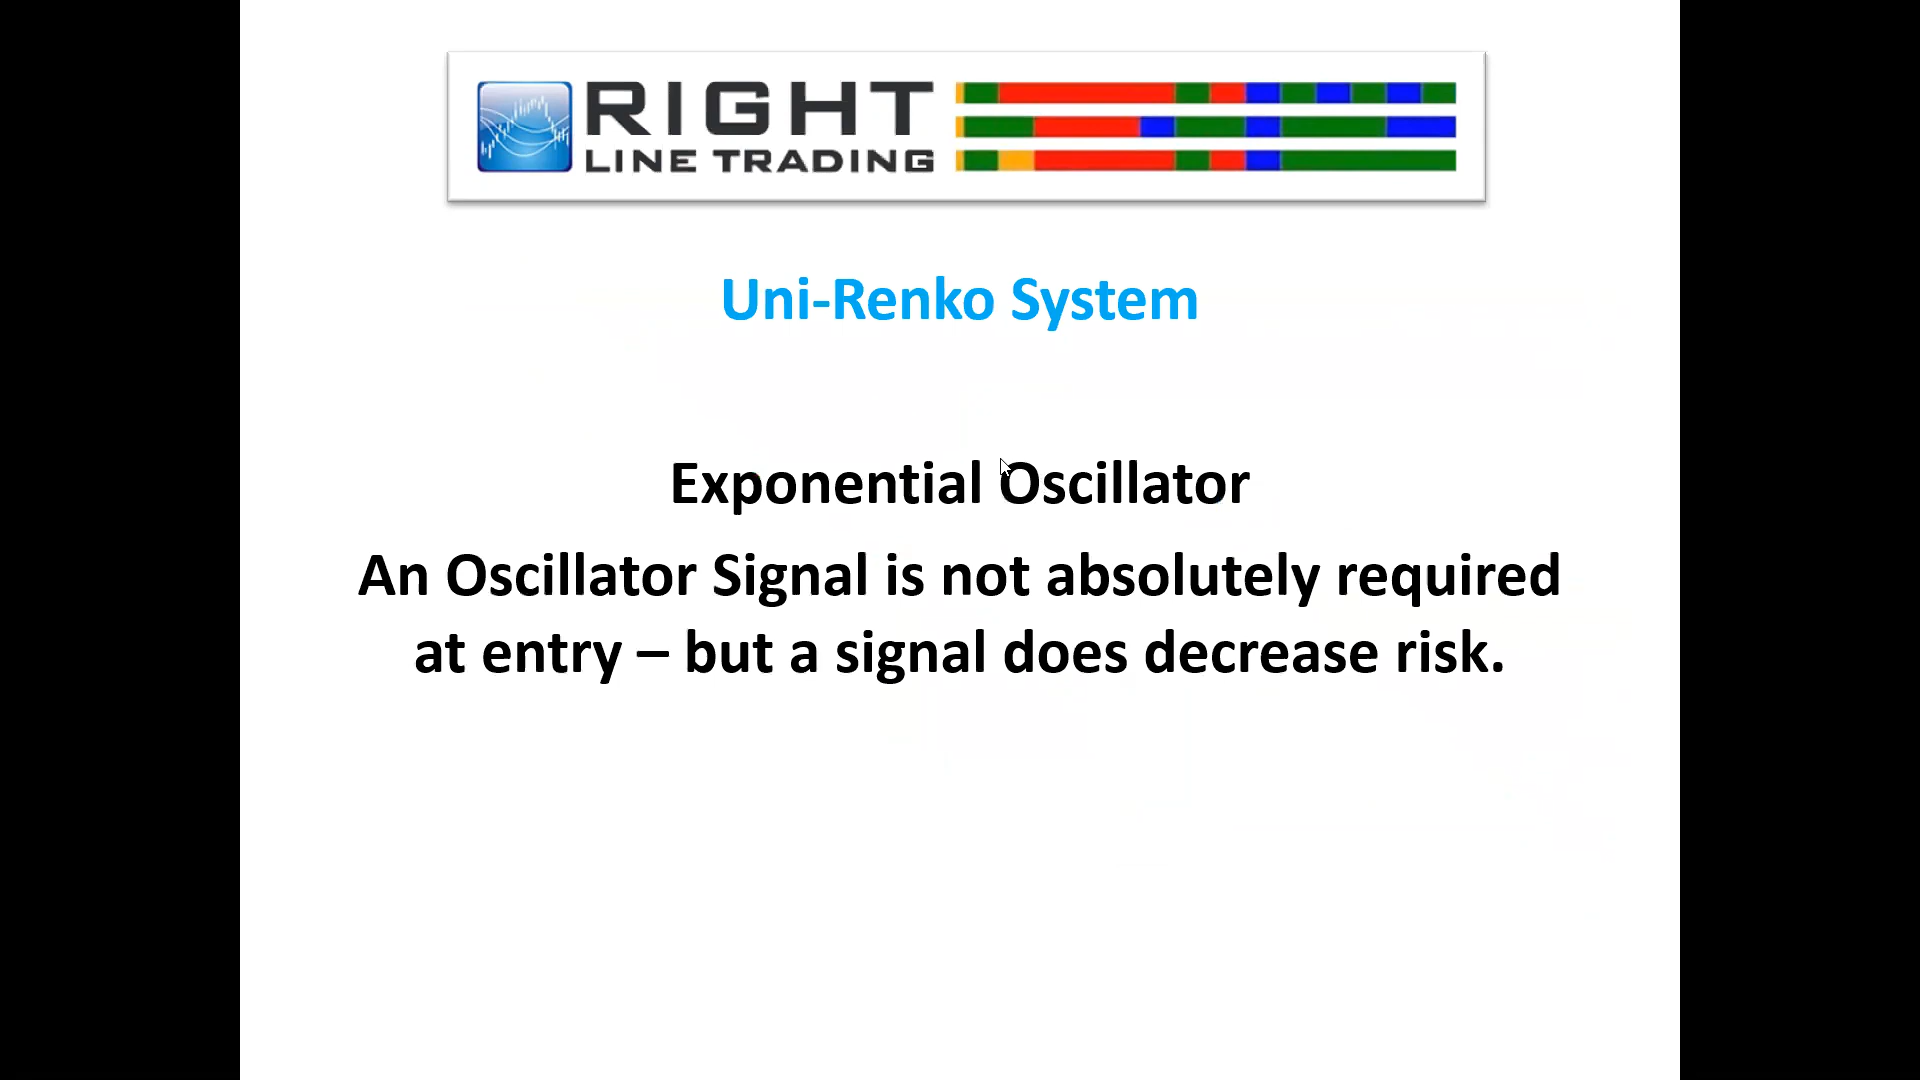 RIGHT
LINE TRADING
Uni-Renko System
Exponential Oscillator
An Oscillator Signal is not absolutely required
at entry – but a signal does decrease risk.